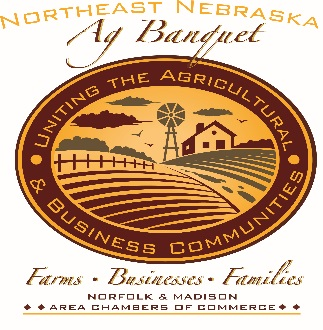 Northeast Nebraska
Ag Banquet
Uniting the Agricultural
& Business Communities
Farms • Businesses • Families
Norfolk & Madison
Area Chambers of Commerce